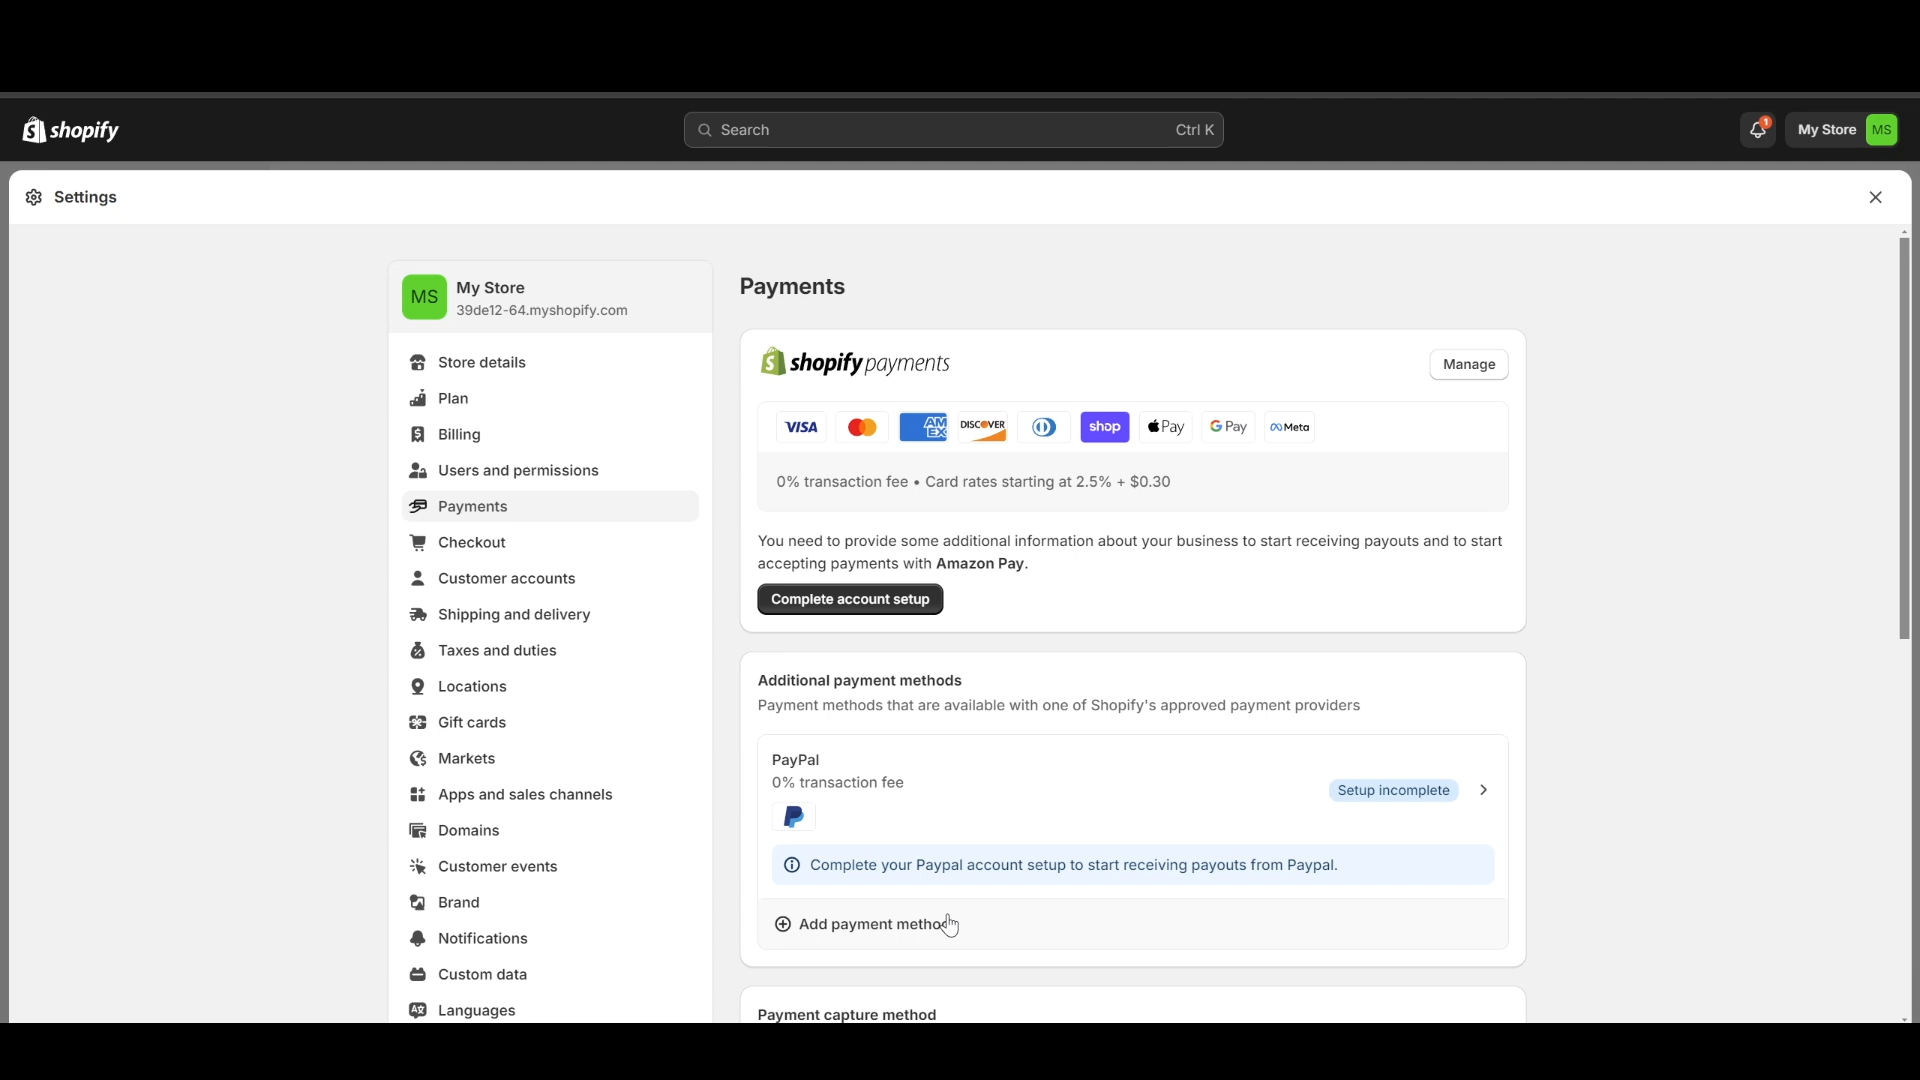 shopify
Search
Ctrl K
1
My Store
MS
Settings
MS
My Store
39de12-64.myshopify.com
Store details
Plan
Billing
Users and permissions
Payments
Checkout
Customer accounts
Shipping and delivery
Taxes and duties
Locations
Gift cards
Markets
Apps and sales channels
Domains
Customer events
Brand
Notifications
Custom data
Languages
Payments
shopify payments
Manage
VISA
AM EX
DISCOVER
shop
Pay
G Pay
Meta
0% transaction fee • Card rates starting at 2.5% + $0.30
You need to provide some additional information about your business to start receiving payouts and to start
accepting payments with Amazon Pay.
Complete account setup
Additional payment methods
Payment methods that are available with one of Shopify's approved payment providers
PayPal
0% transaction fee
Setup incomplete
Complete your Paypal account setup to start receiving payouts from Paypal.
Add payment method
Payment capture method